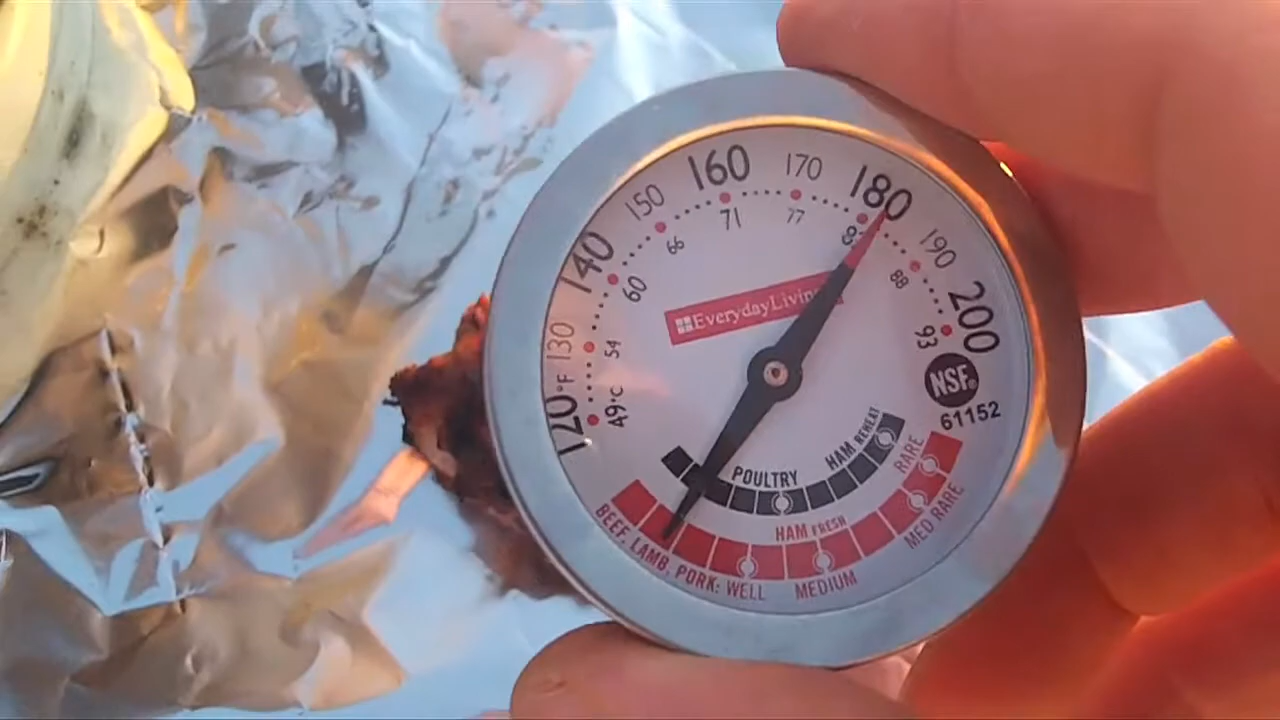 120°F
130
140
150
160
170
180
190
200
49°C
54
60
66
71
77
88
93
EverydayLiving
NSF®
61152
POULTRY
HAM REHEAT
HAM FRESH
RARE
MED RARE
MEDIUM
BEEF, LAMB, PORK: WELL